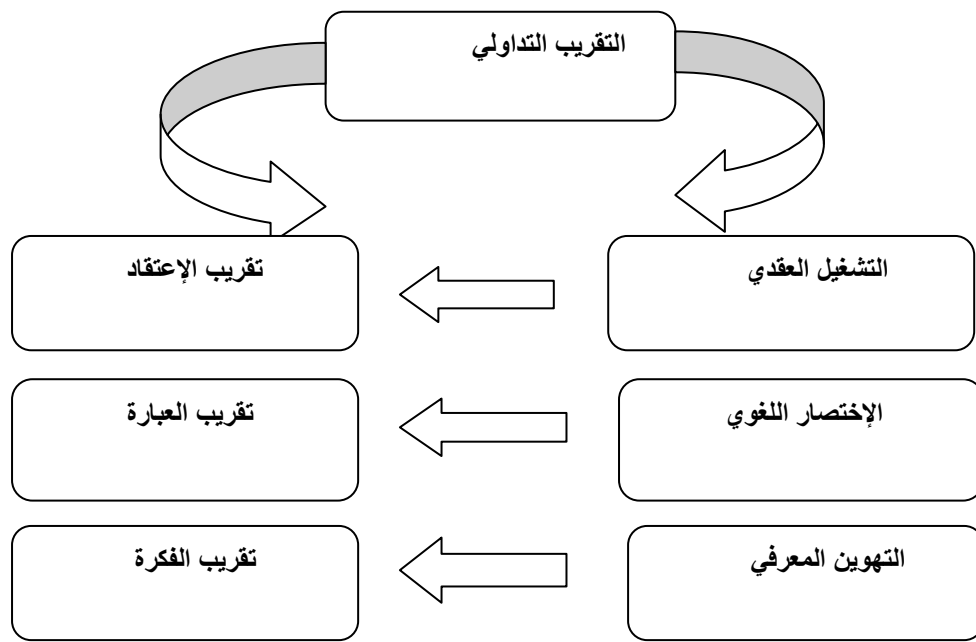 التقريب التداولي
التشغيل العقدي
تقريب الإعتقاد
الإختصار اللغوي
تقريب العبارة
التهوين المعرفي
تقريب الفكرة